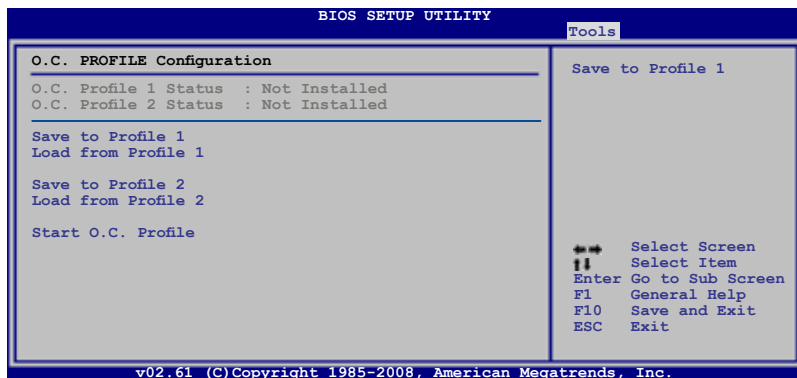 BIOS SETUP UTILITY
Tools
O.C. PROFILE Configuration
O.C. Profile 1 Status : Not Installed
O.C. Profile 2 Status : Not Installed
Save to Profile 1
Load from Profile 1
Save to Profile 2
Load from Profile 2
Start O.C. Profile
Save to Profile 1
Select Screen
Select Item
Enter Go to Sub Screen
F1 General Help
F10 Save and Exit
ESC Exit
v02.61 (C)Copyright 1985-2008, American Megatrends, Inc.